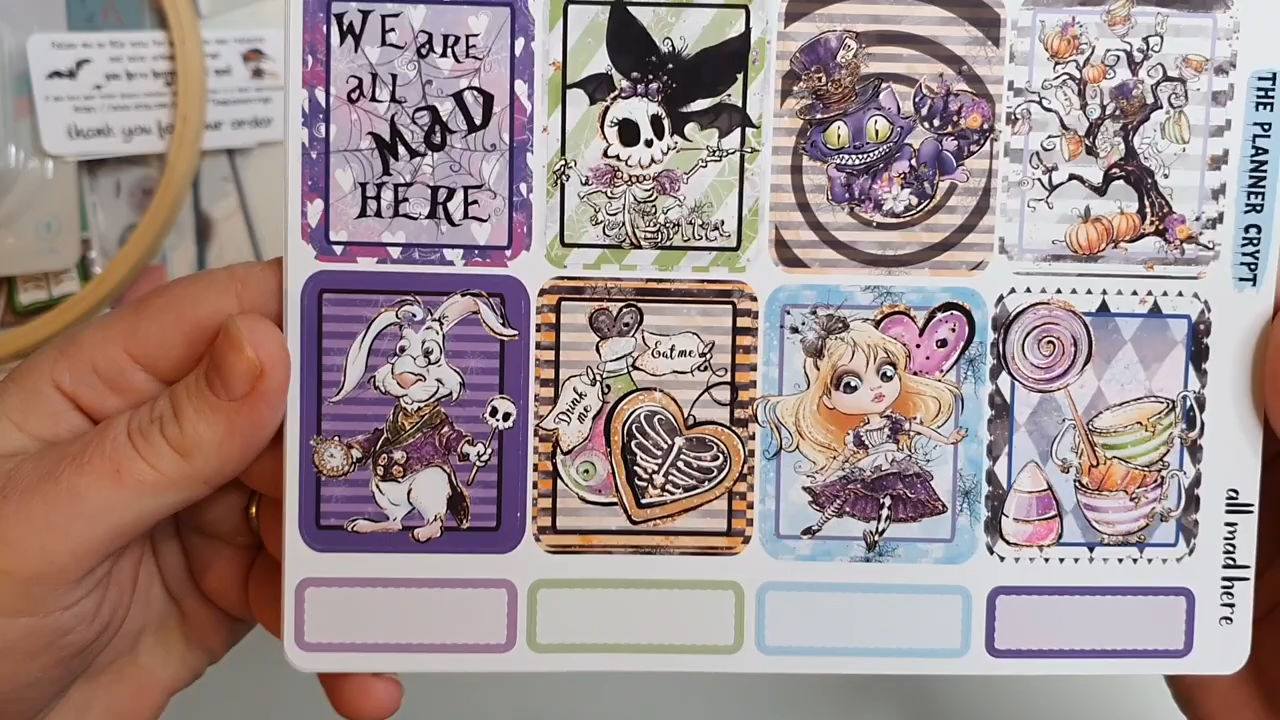 WE ARE
all
MaD
HERE
Eat me
Drink
me
THE PLANNER CRYPT
all mad here
thank you for your order